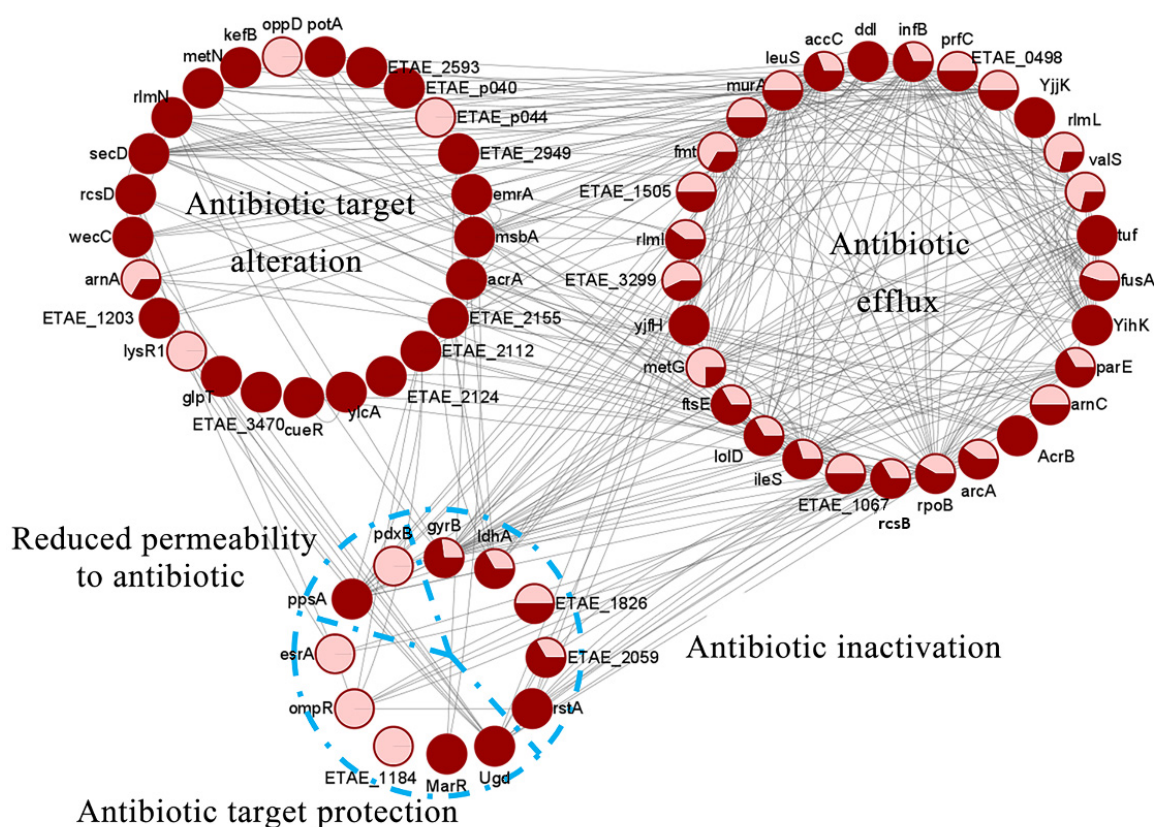 oppD potA
kefB
metN
ETAE_2593
ETAE_p040
rlmN
ETAE_p044
secD
ETAE_2949
rcsD
emrA
Antibiotic target
wecC
msbA
alteration
arnA
acrA
ETAE_1203
ETAE_2155
lysR1
ETAE_2112
glpT
ETAE_2124
ETAE_3470
cueR
ylcA
ddl
infB
accC
prfC
leuS
ETAE_0498
murA
YjjK
rlmL
fmt
valS
ETAE_1505
tuf
rlmI
Antibiotic
efflux
ETAE_3299
fusA
yjfH
YihK
metG
parE
ftsE
arnC
lolD
AcrB
ileS
arcA
ETAE_1067
rpoB
rcsB
Reduced permeability
to antibiotic
pdxB
gyrB
ldhA
ppsA
ETAE_1826
esrA
ETAE_2059
Antibiotic inactivation
ompR
rstA
ETAE_1184
MarR
Ugd
Antibiotic target protection